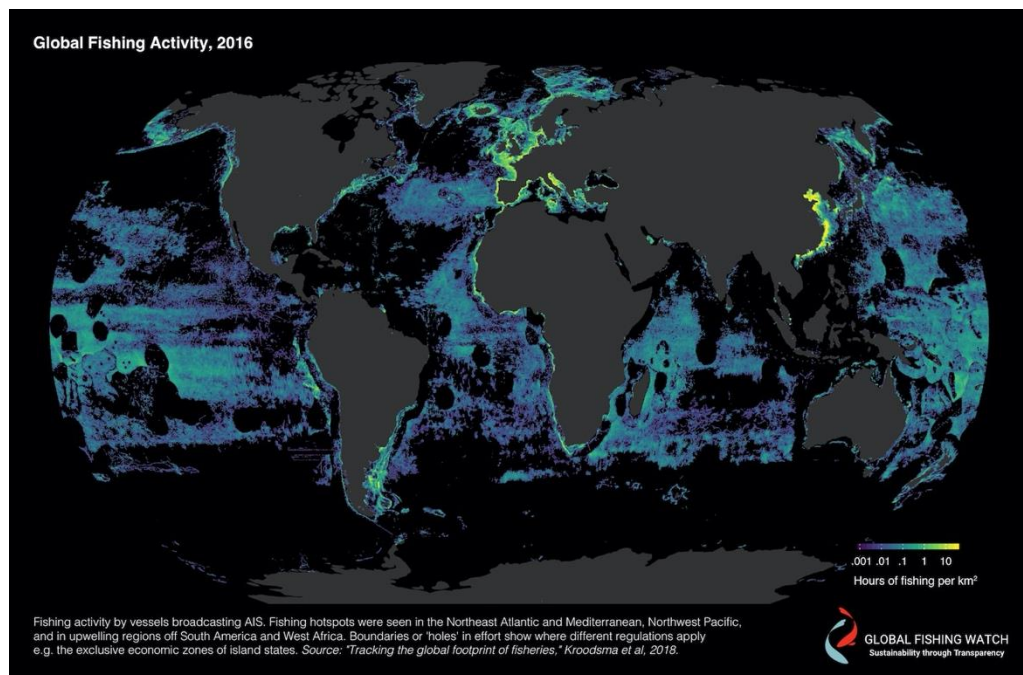 Global Fishing Activity, 2016
.001 .01 .1 1 10
Hours of fishing per km²
Fishing activity by vessels broadcasting AIS. Fishing hotspots were seen in the Northeast Atlantic and Mediterranean, Northwest Pacific,
and in upwelling regions off South America and West Africa. Boundaries or 'holes' in effort show where different regulations apply
e.g. the exclusive economic zones of island states. Source: "Tracking the global footprint of fisheries," Kroodsma et al, 2018.
GLOBAL FISHING WATCH
Sustainability through Transparency